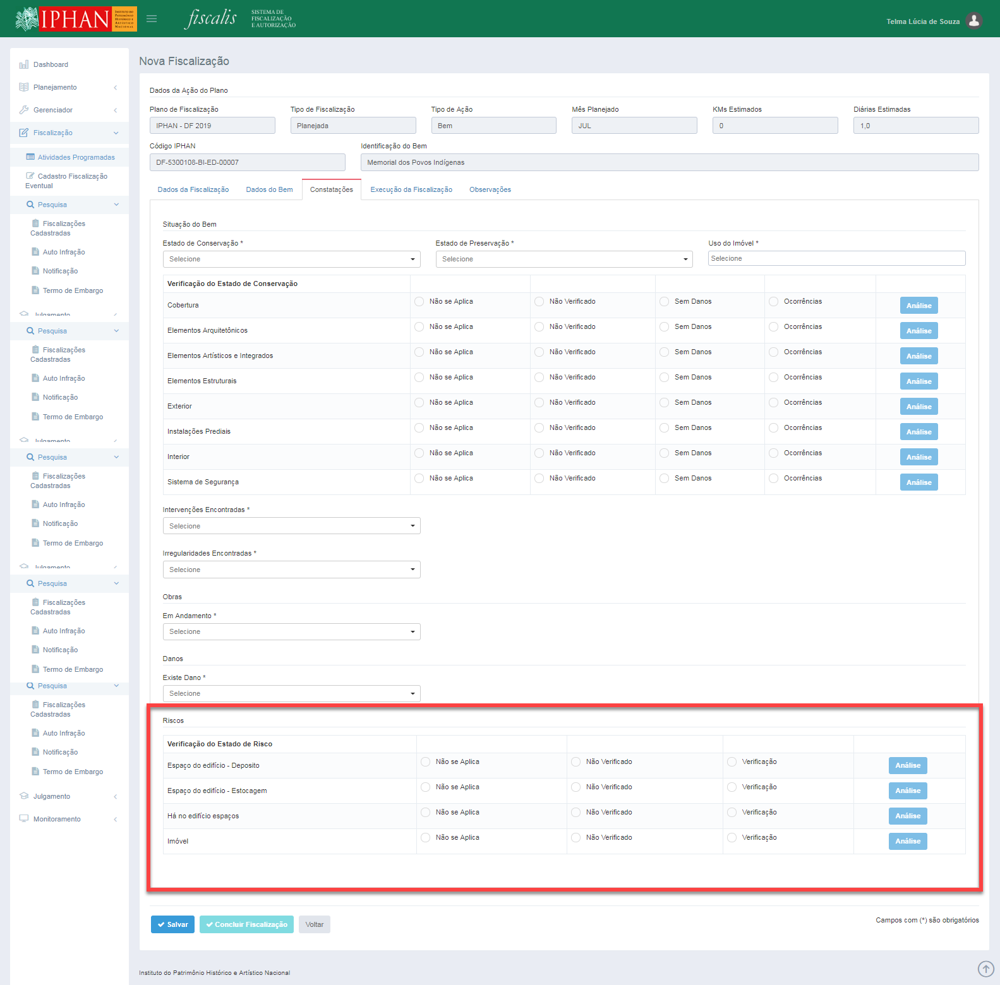 IPHAN
INSTITUTO DO
PATRIMÔNIO
HISTÓRICO E
ARTÍSTICO
NACIONAL
fiscalis
SISTEMA DE
FISCALIZAÇÃO
E AUTORIZAÇÃO
Telma Lúcia de Souza
Dashboard
Planejamento
Gerenciador
Fiscalização
Atividades Programadas
Cadastro Fiscalização
Eventual
Pesquisa
Fiscalizações
Cadastradas
Auto Infração
Notificação
Termo de Embargo
Julgamento
Pesquisa
Fiscalizações
Cadastradas
Auto Infração
Notificação
Termo de Embargo
Julgamento
Pesquisa
Fiscalizações
Cadastradas
Auto Infração
Notificação
Termo de Embargo
Julgamento
Pesquisa
Fiscalizações
Cadastradas
Auto Infração
Notificação
Termo de Embargo
Pesquisa
Fiscalizações
Cadastradas
Auto Infração
Notificação
Termo de Embargo
Julgamento
Monitoramento
Nova Fiscalização
Dados da Ação do Plano
Plano de Fiscalização Tipo de Fiscalização Tipo de Ação Mês Planejado KMs Estimados Diárias Estimadas
IPHAN - DF 2019 Planejada Bem JUL 0 1,0
Código IPHAN Identificação do Bem
DF-5300108-BI-ED-00007 Memorial dos Povos Indígenas
Dados da Fiscalização Dados do Bem Constatações Execução da Fiscalização Observações
Situação do Bem
Estado de Conservação * Estado de Preservação * Uso do Imóvel *
Selecione Selecione Selecione
Verificação do Estado de Conservação
Cobertura Não se Aplica Não Verificado Sem Danos Ocorrências Análise
Elementos Arquitetônicos Não se Aplica Não Verificado Sem Danos Ocorrências Análise
Elementos Artísticos e Integrados Não se Aplica Não Verificado Sem Danos Ocorrências Análise
Elementos Estruturais Não se Aplica Não Verificado Sem Danos Ocorrências Análise
Exterior Não se Aplica Não Verificado Sem Danos Ocorrências Análise
Instalações Prediais Não se Aplica Não Verificado Sem Danos Ocorrências Análise
Interior Não se Aplica Não Verificado Sem Danos Ocorrências Análise
Sistema de Segurança Não se Aplica Não Verificado Sem Danos Ocorrências Análise
Intervenções Encontradas *
Selecione
Irregularidades Encontradas *
Selecione
Obras
Em Andamento *
Selecione
Danos
Existe Dano *
Selecione
Riscos
Verificação do Estado de Risco
Espaço do edifício - Deposito Não se Aplica Não Verificado Verificação Análise
Espaço do edifício - Estocagem Não se Aplica Não Verificado Verificação Análise
Há no edifício espaços Não se Aplica Não Verificado Verificação Análise
Imóvel Não se Aplica Não Verificado Verificação Análise
Salvar Concluir Fiscalização Voltar Campos com (*) são obrigatórios
Instituto do Patrimônio Histórico e Artístico Nacional